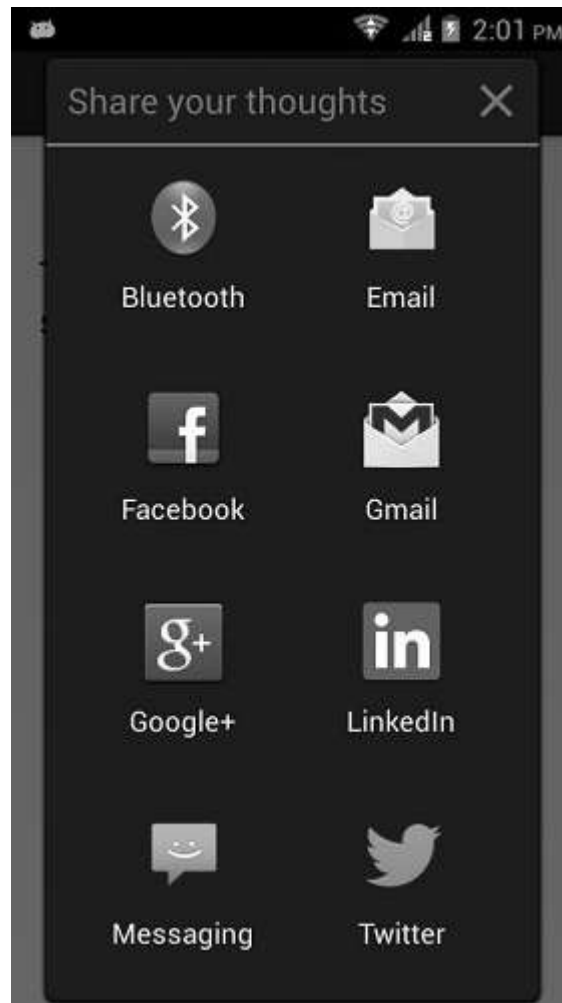 2:01 PM
Share your thoughts
Bluetooth Email
Facebook Gmail
Google+ LinkedIn
Messaging Twitter